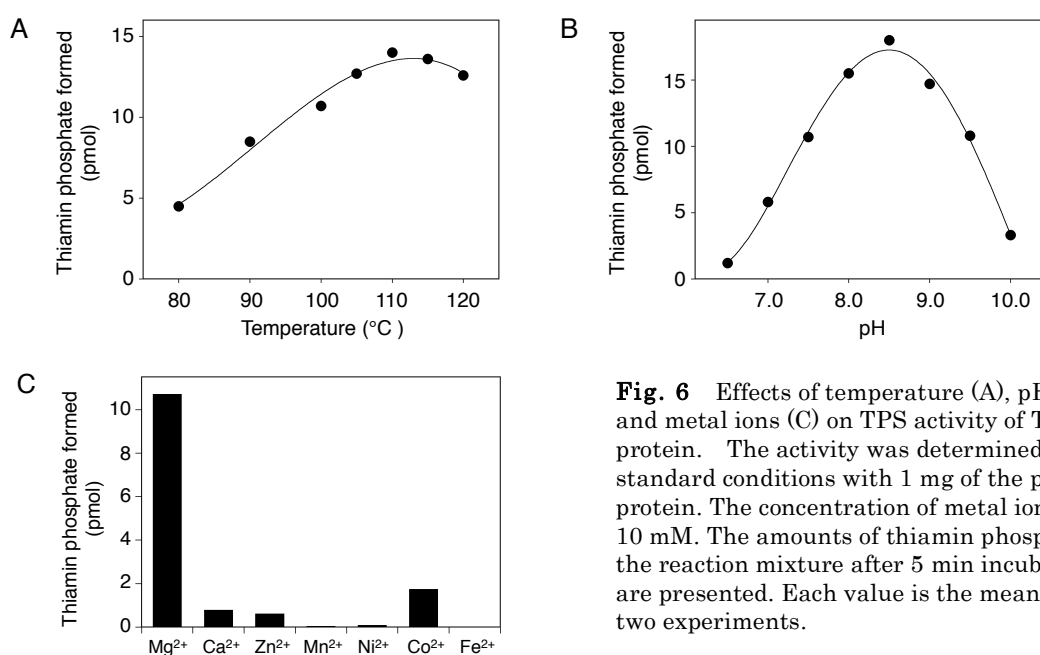 A
Thiamin phosphate formed
(pmol)
15
10
5
0
80 90 100 110 120
Temperature (°C )
B
Thiamin phosphate formed
(pmol)
15
10
5
0
7.0 8.0 9.0 10.0
pH
C
Thiamin phosphate formed
(pmol)
10
8
6
4
2
0
Mg²⁺ Ca²⁺ Zn²⁺ Mn²⁺ Ni²⁺ Co²⁺ Fe²⁺
Fig. 6 Effects of temperature (A), pH
and metal ions (C) on TPS activity of
protein. The activity was determined
standard conditions with 1 mg of the
protein. The concentration of metal
10 mM. The amounts of thiamin
the reaction mixture after 5 min
are presented. Each value is the mean
two experiments.